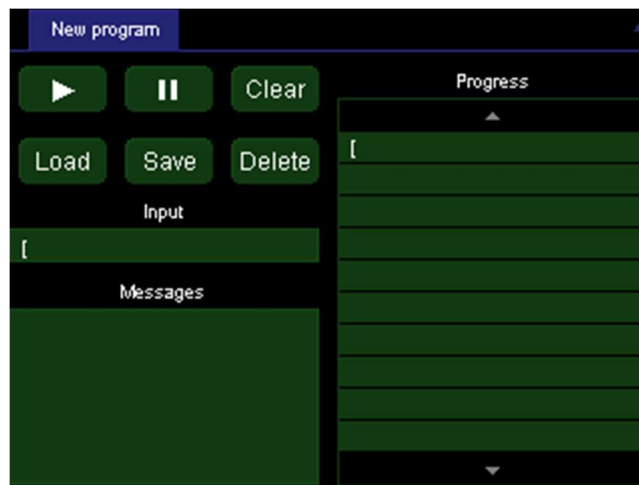 New program
Clear
Load Save Delete
Input
[
Messages
Progress
[